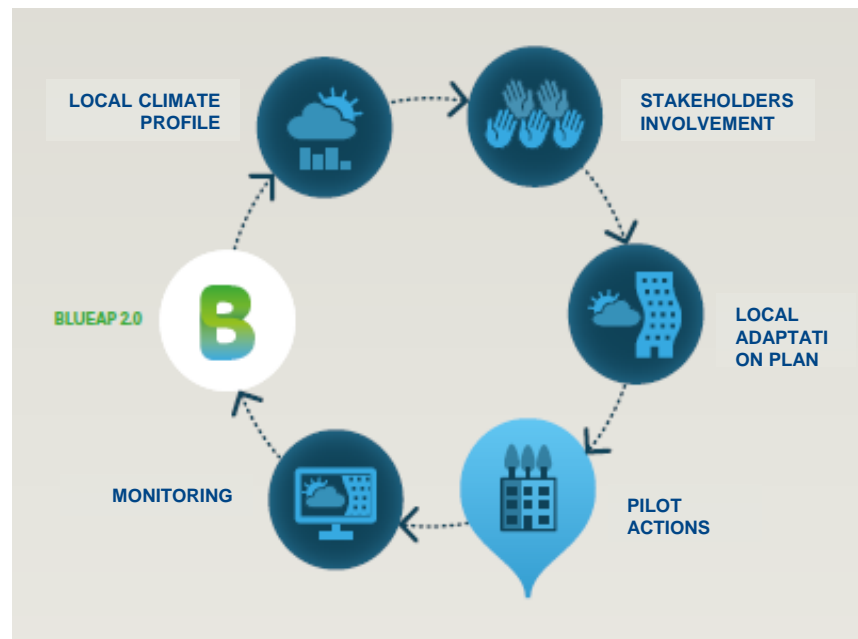 LOCAL CLIMATE
PROFILE
STAKEHOLDERS
INVOLVEMENT
LOCAL
ADAPTATI
ON PLAN
PILOT
ACTIONS
MONITORING
BLUEAP 2.0
B